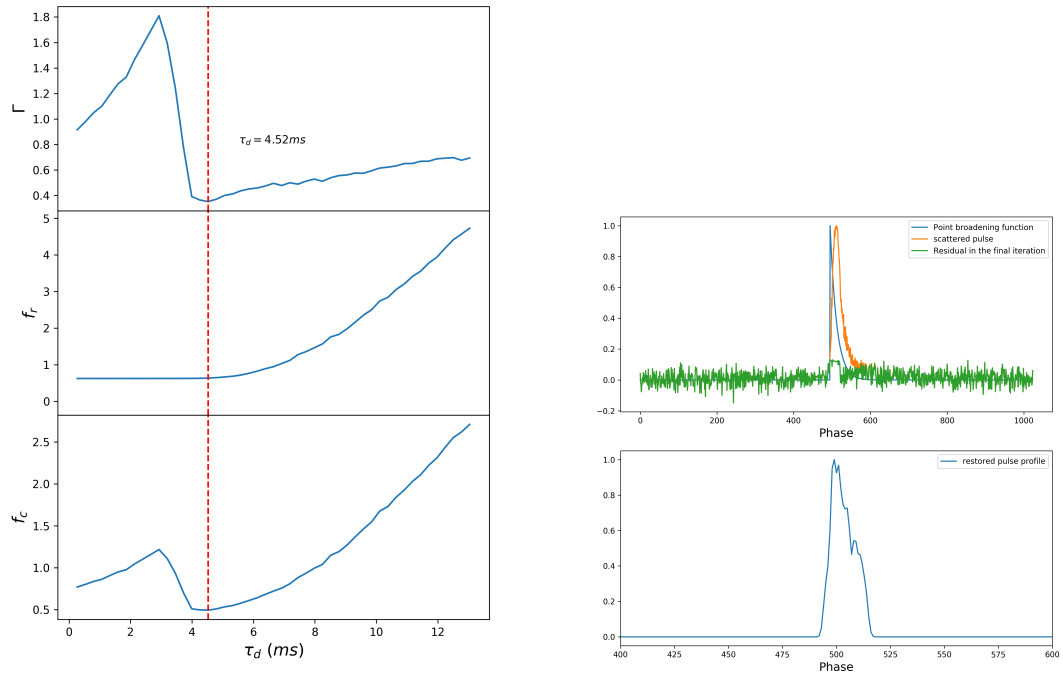 1.8
1.6
1.4
1.2
1.0
0.8
0.6
0.4
Γ
τ_d = 4.52ms
5
4
3
2
1
0
f_r
2.5
2.0
1.5
1.0
0.5
f_c
0 2 4 6 8 10 12
τ_d (ms)
1.0
0.8
0.6
0.4
0.2
0.0
−0.2
Point broadening function
scattered pulse
Residual in the final iteration
0 200 400 600 800 1000
Phase
1.0
0.8
0.6
0.4
0.2
0.0
restored pulse profile
400 425 450 475 500 525 550 575 600
Phase